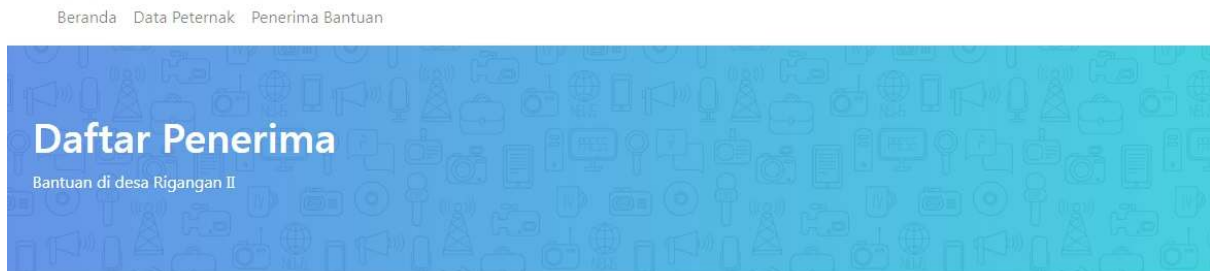 Beranda Data Peternak Penerima Bantuan
Daftar Penerima
Bantuan di desa Rigangan II